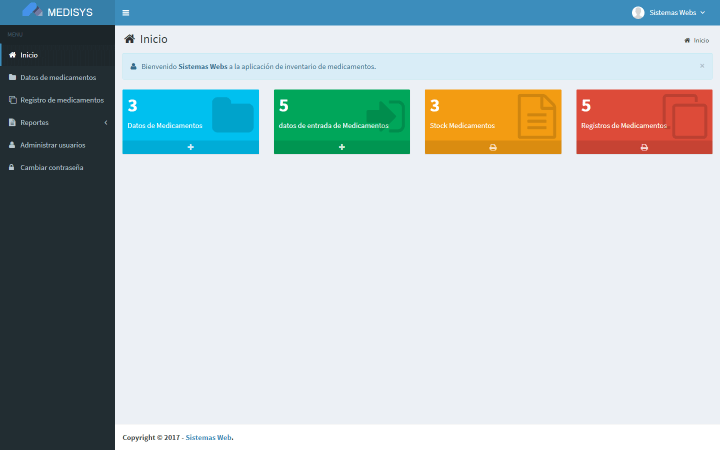 MEDISYS
Sistemas Webs
MENU
Inicio
Datos de medicamentos
Registro de medicamentos
Reportes
Administrar usuarios
Cambiar contraseña
Inicio
Inicio
Bienvenido Sistemas Webs a la aplicación de inventario de medicamentos.
×
3
Datos de Medicamentos
5
datos de entrada de Medicamentos
3
Stock Medicamentos
5
Registros de Medicamentos
Copyright © 2017 - Sistemas Web.